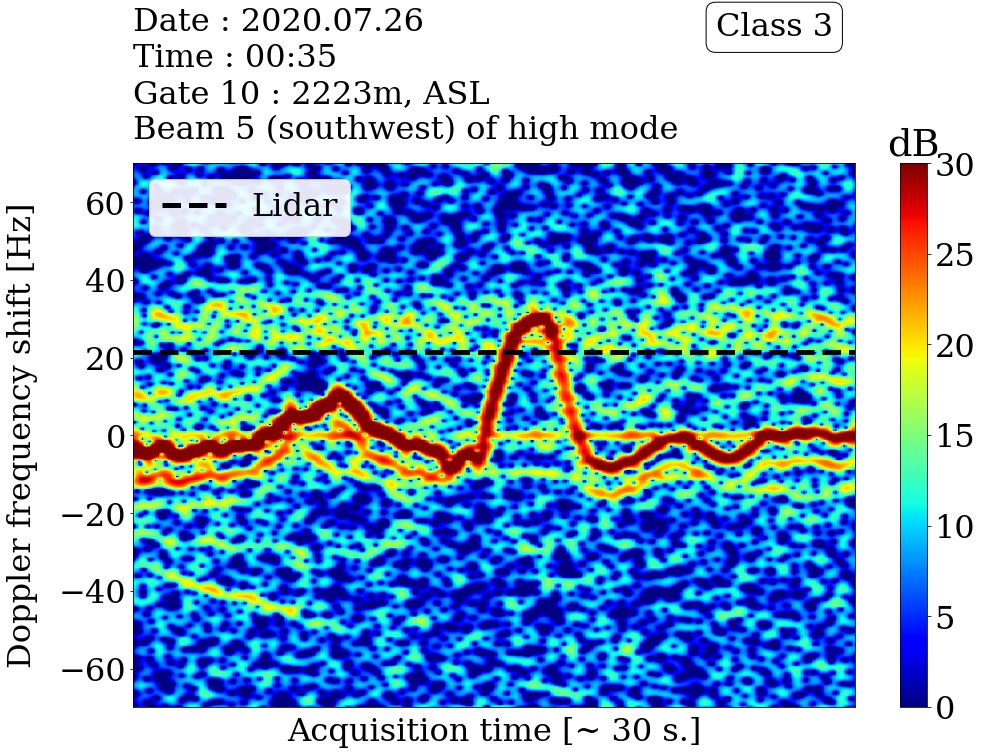 Date : 2020.07.26
Time : 00:35
Gate 10 : 2223m, ASL
Beam 5 (southwest) of high mode
Class 3
dB
Lidar
Doppler frequency shift [Hz]
60
40
20
0
−20
−40
−60
30
25
20
15
10
5
0
Acquisition time [~ 30 s.]